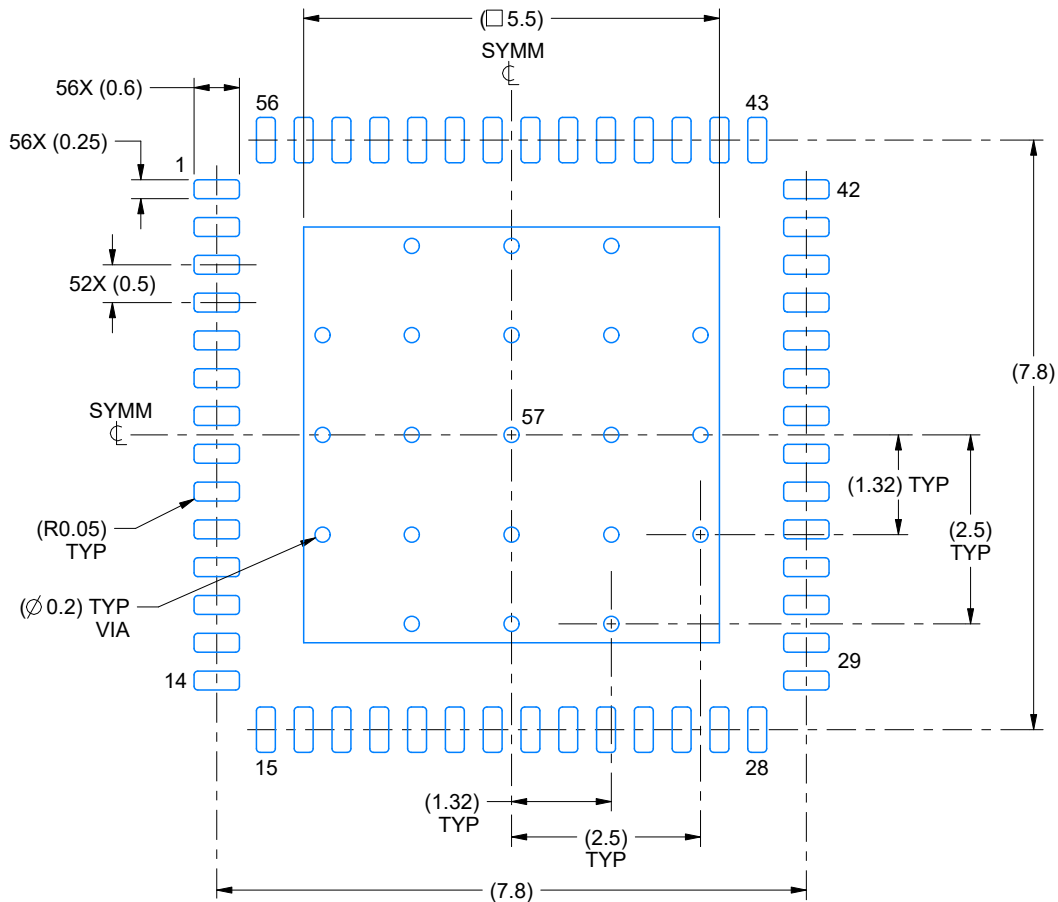 (□ 5.5)
SYMM
℄
56X (0.6)
56
43
56X (0.25)
1
42
52X (0.5)
(7.8)
SYMM
℄
57
(1.32) TYP
(R0.05)
TYP
(2.5)
TYP
(∅ 0.2) TYP
VIA
29
14
15
28
(1.32)
TYP
(2.5)
TYP
(7.8)